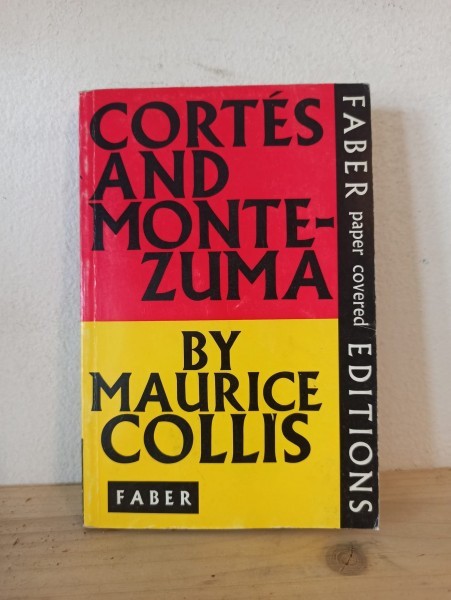 CORTÉS
AND
MONTE-
ZUMA
BY
MAURICE
COLLIS
FABER
FABER paper covered EDITIONS